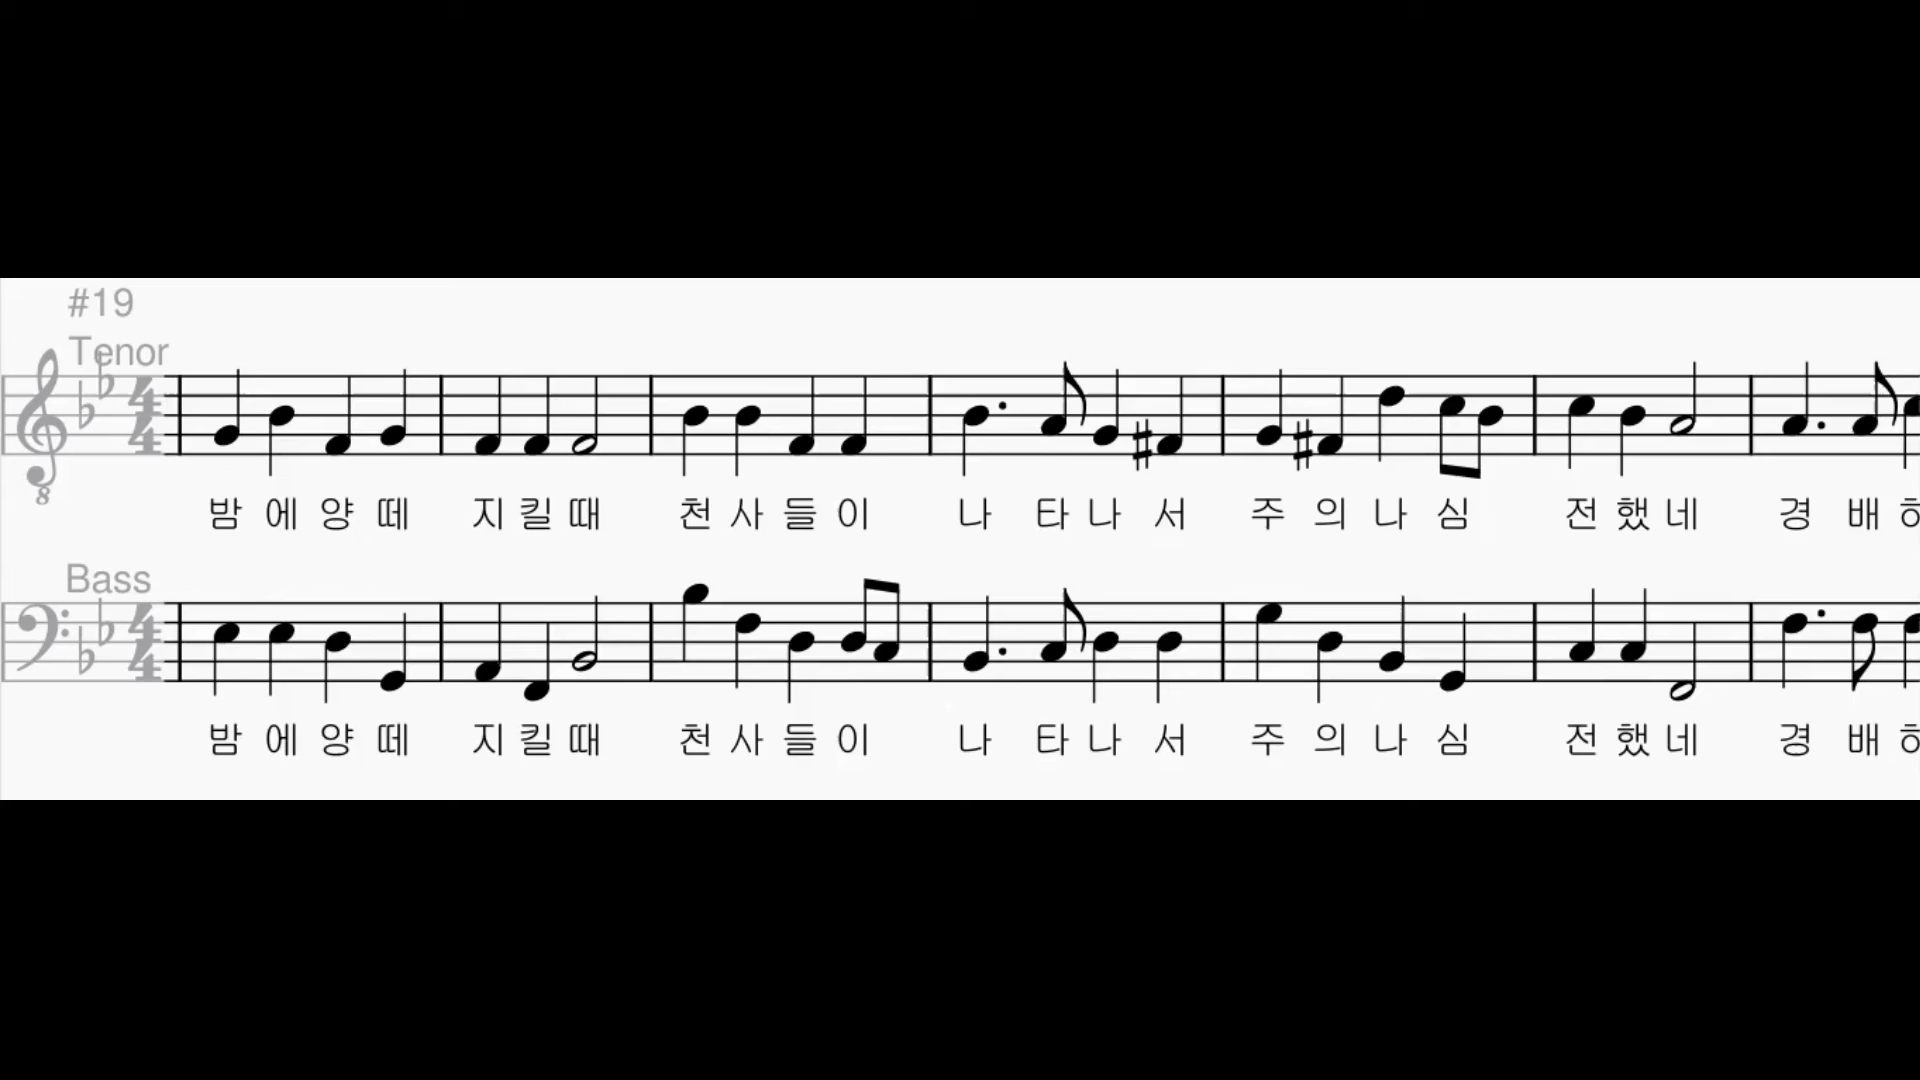 #19
Tenor
밤 에 양 떼 지 킬 때 천 사 들 이 나 타 나 서 주 의 나 심 전 했 네 경 배
Bass
밤 에 양 떼 지 킬 때 천 사 들 이 나 타 나 서 주 의 나 심 전 했 네 경 배